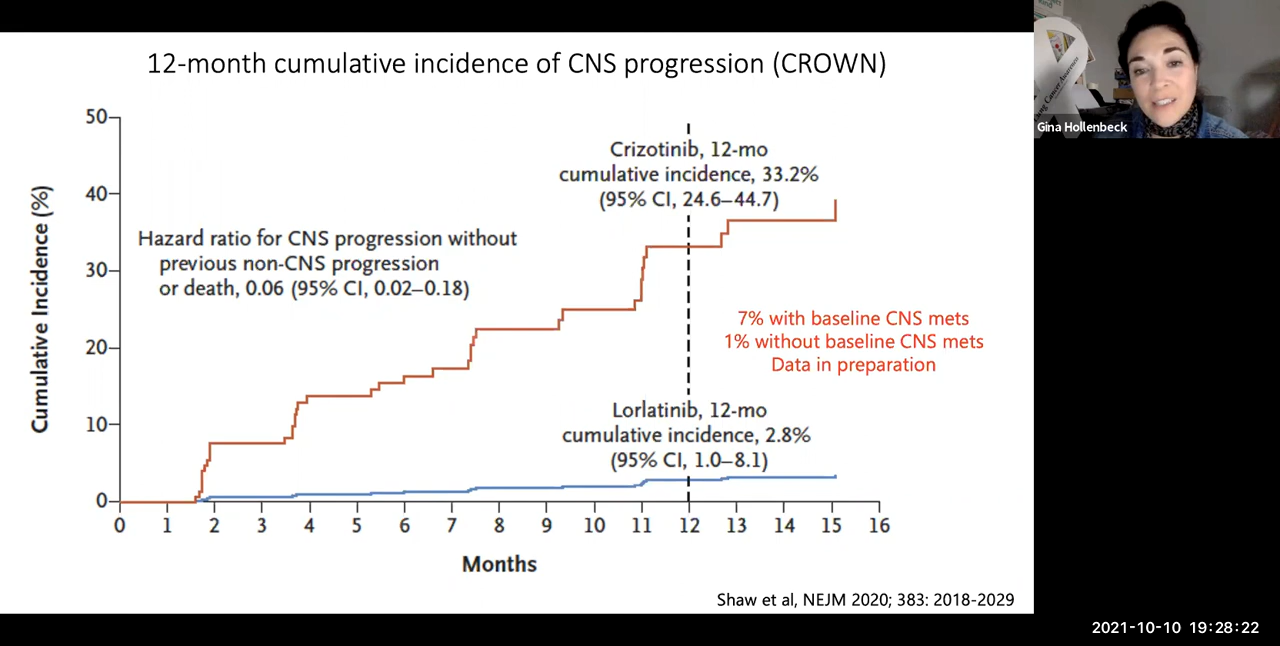 12-month cumulative incidence of CNS progression (CROWN)
50
40
30
20
10
0
Cumulative Incidence (%)
Crizotinib, 12-mo
cumulative incidence, 33.2%
(95% CI, 24.6–44.7)
Hazard ratio for CNS progression without
previous non-CNS progression
or death, 0.06 (95% CI, 0.02–0.18)
7% with baseline CNS mets
1% without baseline CNS mets
Data in preparation
Lorlatinib, 12-mo
cumulative incidence, 2.8%
(95% CI, 1.0–8.1)
0 1 2 3 4 5 6 7 8 9 10 11 12 13 14 15 16
Months
Shaw et al, NEJM 2020; 383: 2018-2029
Cancer Awareness
Gina Hollenbeck
2021-10-10 19:28:22